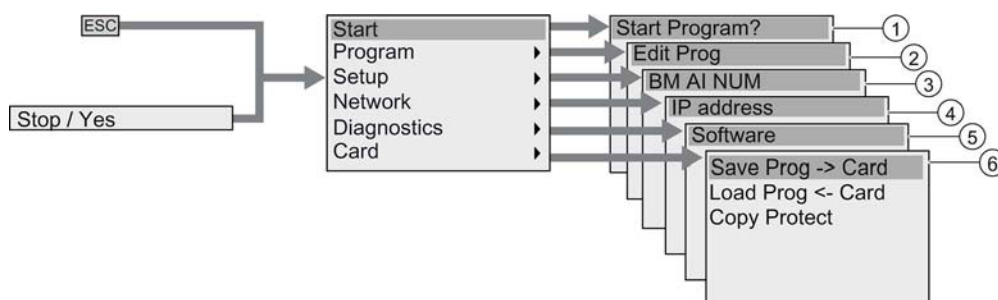 ESC
Stop / Yes
Start
Program
Setup
Network
Diagnostics
Card
Start Program?
1
Edit Prog
2
BM AI NUM
3
IP address
4
Software
5
Save Prog -> Card
6
Load Prog <- Card
Copy Protect